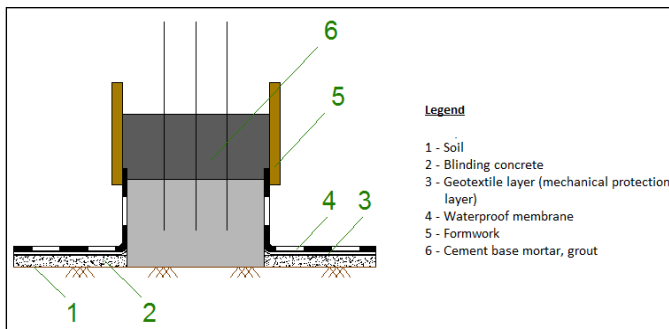 6
5
4
3
1
2
Legend
1 - Soil
2 - Blinding concrete
3 - Geotextile layer (mechanical protection
layer)
4 - Waterproof membrane
5 - Formwork
6 - Cement base mortar, grout